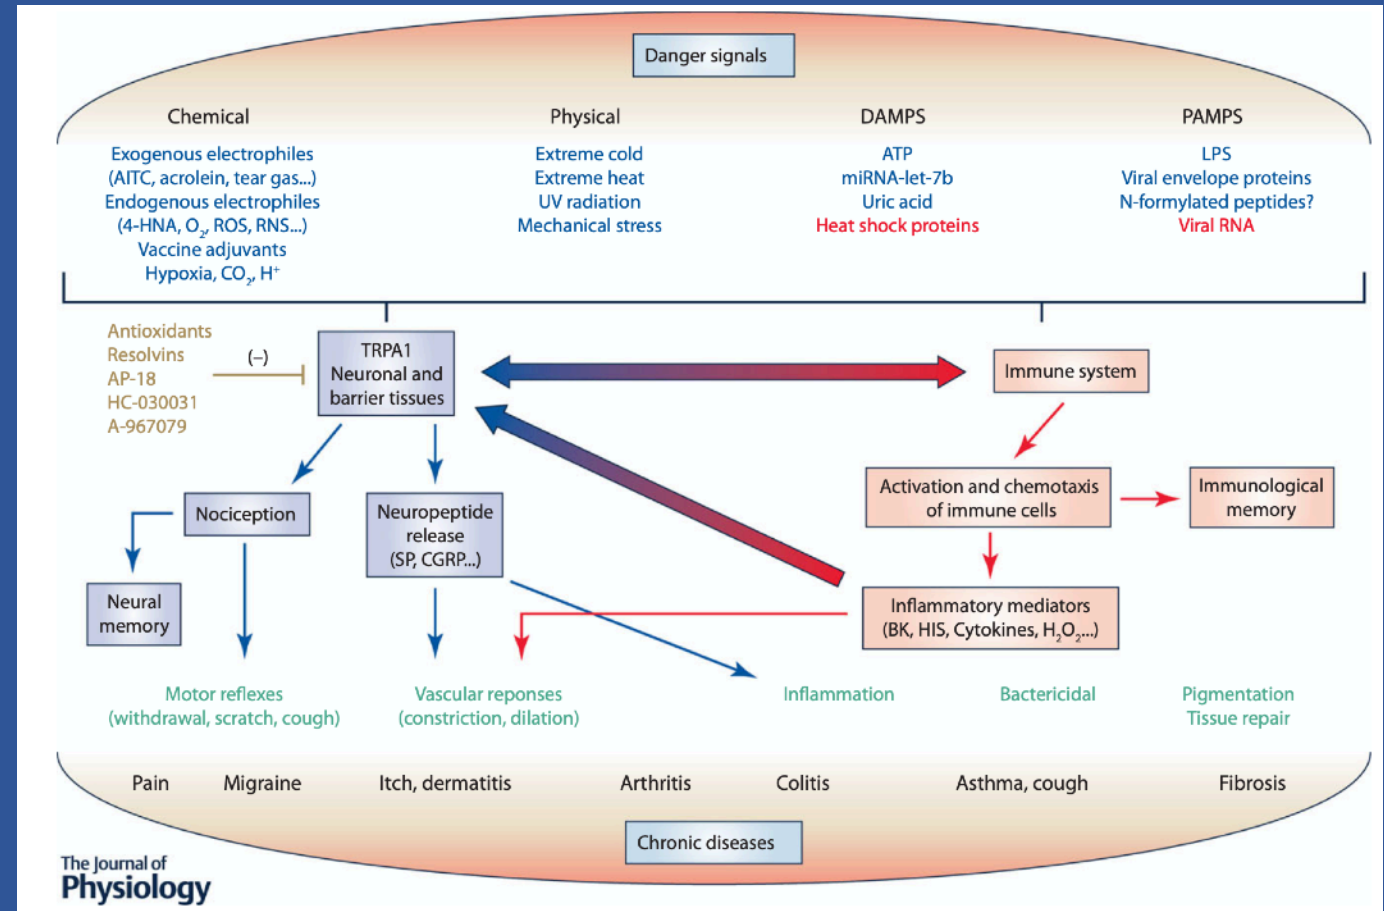 Danger signals
Chemical
Exogenous electrophiles
(AITC, acrolein, tear gas...)
Endogenous electrophiles
(4-HNA, O₂, ROS, RNS...)
Vaccine adjuvants
Hypoxia, CO₂, H⁺
Physical
Extreme cold
Extreme heat
UV radiation
Mechanical stress
DAMPS
ATP
miRNA-let-7b
Uric acid
Heat shock proteins
PAMPS
LPS
Viral envelope proteins
N-formylated peptides?
Viral RNA
Antioxidants
Resolvins
AP-18
HC-030031
A-967079
(–)
TRPA1
Neuronal and
barrier tissues
Immune system
Nociception
Neuropeptide
release
(SP, CGRP...)
Activation and chemotaxis
of immune cells
Immunological
memory
Neural
memory
Inflammatory mediators
(BK, HIS, Cytokines, H₂O₂...)
Motor reflexes
(withdrawal, scratch, cough)
Vascular reponses
(constriction, dilation)
Inflammation
Bactericidal
Pigmentation
Tissue repair
Pain
Migraine
Itch, dermatitis
Arthritis
Colitis
Asthma, cough
Fibrosis
Chronic diseases
The Journal of
Physiology